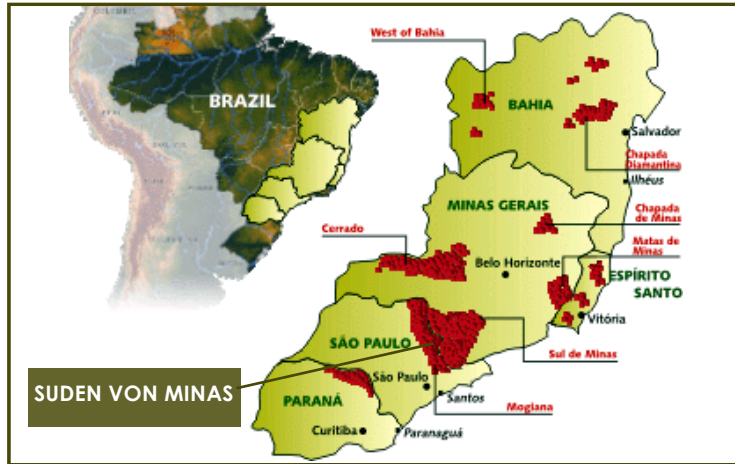 BRAZIL
West of Bahia
BAHIA
Salvador
Chapada
Diamantina
Ilhéus
MINAS GERAIS
Chapada
de Minas
Cerrado
Matas de
Minas
Belo Horizonte
ESPÍRITO
SANTO
Vitória
SÃO PAULO
Sul de Minas
SUDEN VON MINAS
São Paulo
Santos
PARANÁ
Mogiana
Curitiba
Paranaguá